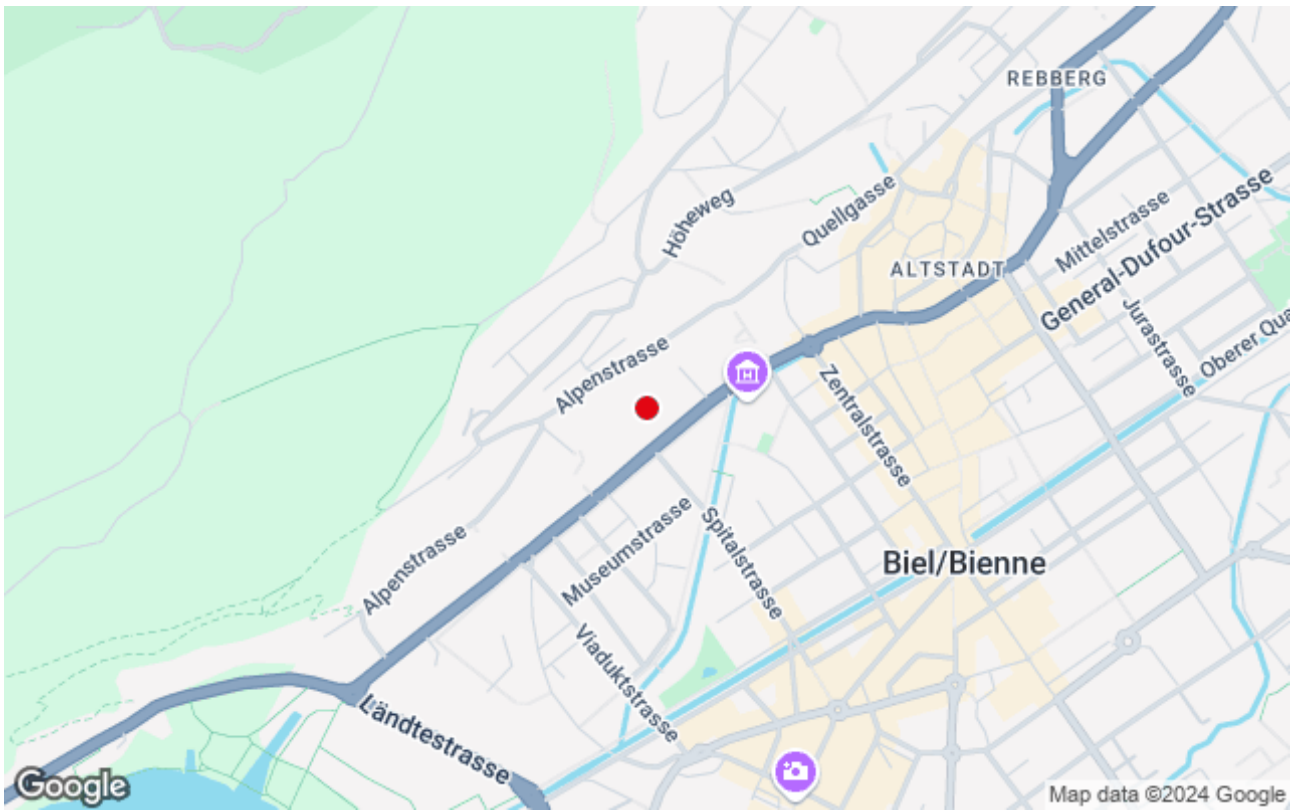 REBBERG
Höheweg
Quellgasse
Mittelstrasse
General-Dufour-Strasse
ALTSTADT
Jurastrasse
Oberer Qua
Alpenstrasse
Zentralstrasse
Museumstrasse
Spitalstrasse
Biel/Bienne
Alpenstrasse
Viaduktstrasse
Ländtestrasse
Google
Map data ©2024 Google